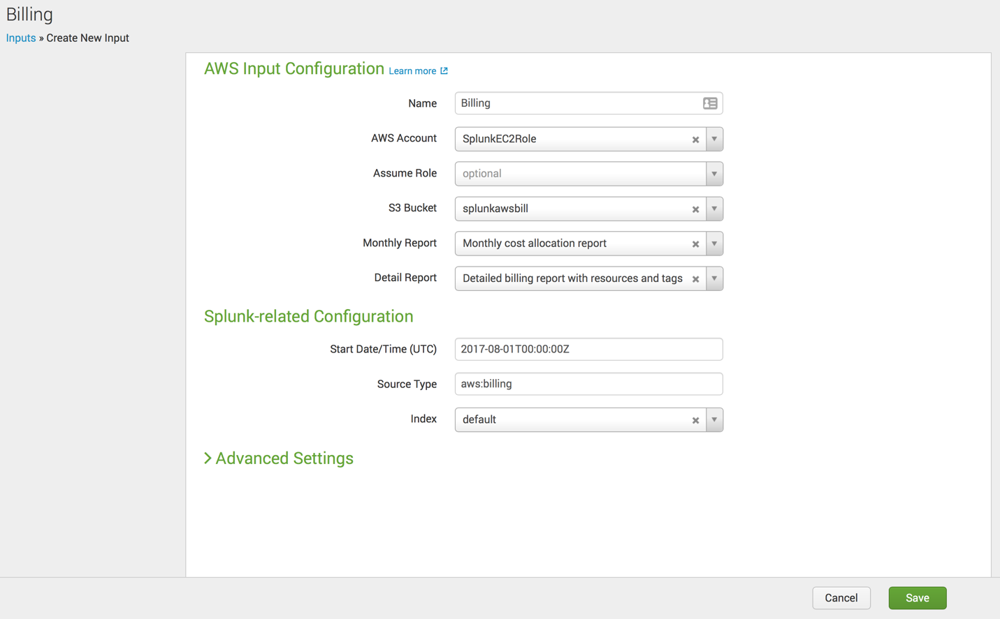 Billing
Inputs » Create New Input
AWS Input Configuration Learn more
Name Billing
AWS Account SplunkEC2Role
Assume Role optional
S3 Bucket splunkawsbill
Monthly Report Monthly cost allocation report
Detail Report Detailed billing report with resources and tags
Splunk-related Configuration
Start Date/Time (UTC) 2017-08-01T00:00:00Z
Source Type aws:billing
Index default
Advanced Settings
Cancel Save